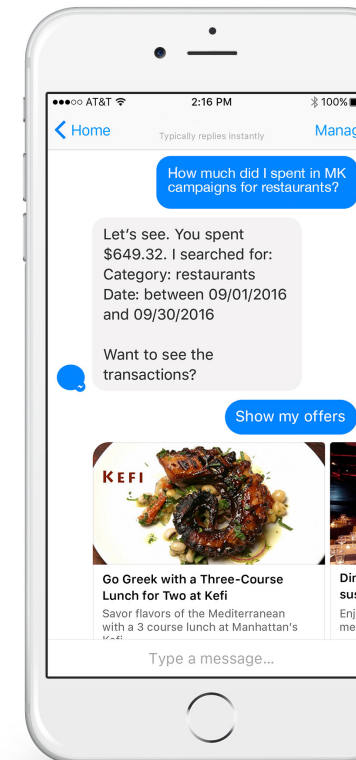 AT&T 2:16 PM 100%
Home Typically replies instantly Manag
How much did I spent in MK
campaigns for restaurants?
Let's see. You spent
$649.32. I searched for:
Category: restaurants
Date: between 09/01/2016
and 09/30/2016
Want to see the
transactions?
Show my offers
KEFI
Go Greek with a Three-Course
Lunch for Two at Kefi
Savor flavors of the Mediterranean
with a 3 course lunch at Manhattan's
Kefi
Din
sus
Enj
me
Type a message...